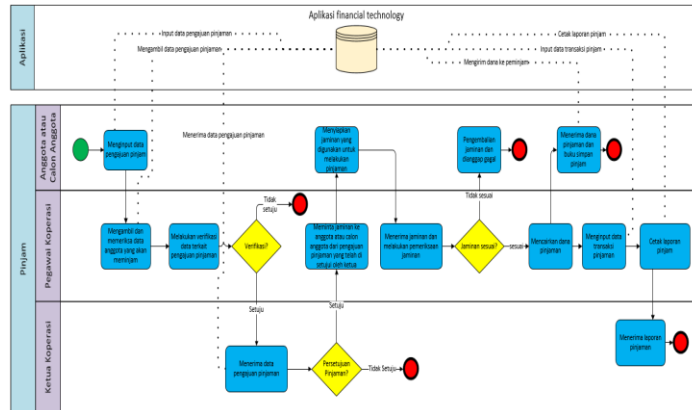 Aplikasi financial technology
Aplikasi
Input data pengajuan pinjaman
Mengambil data pengajuan pinjaman
Cetak laporan pinjam
Input data transaksi pinjam
Mengirim dana ke peminjam
Pinjam
Anggota atau
Calon Anggota
Menginput data
pengajuan pinjam
Menerima data pengajuan pinjaman
Menyiapkan
jaminan yang
digunakan untuk
melakukan
pinjaman
Pengembalian
jaminan dan
dianggap gagal
Menerima dana
pinjaman dan
buku simpan
pinjam
Pegawai Koperasi
Mengambil dan
memeriksa data
anggota yang akan
meminjam
Melakukan verifikasi
data terkait
pengajuan pinjaman
Verifikasi?
Tidak
setuju
Setuju
Meminta jaminan ke
anggota atau calon
anggota dari pengajuan
pinjaman yang telah di
setujui oleh ketua
Menerima jaminan dan
melakukan pemeriksaan
jaminan
Jaminan sesuai?
Tidak sesuai
sesuai
Mencairkan dana
pinjaman
Menginput data
transaksi pinjaman
Cetak laporan
pinjam
Ketua Koperasi
Menerima data
pengajuan pinjaman
Persetujuan
Pinjaman?
Setuju
Tidak Setuju
Menerima laporan
pinjaman